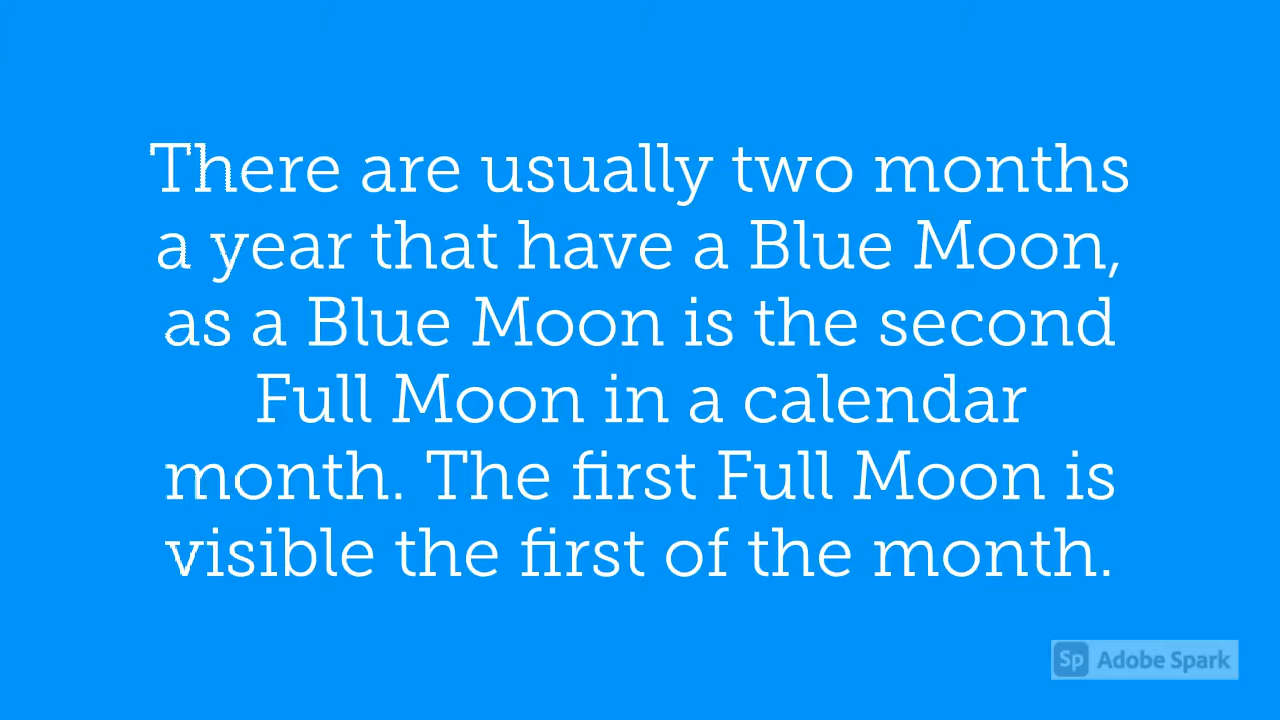 There are usually two months
a year that have a Blue Moon,
as a Blue Moon is the second
Full Moon in a calendar
month. The first Full Moon is
visible the first of the month.
Sp Adobe Spark